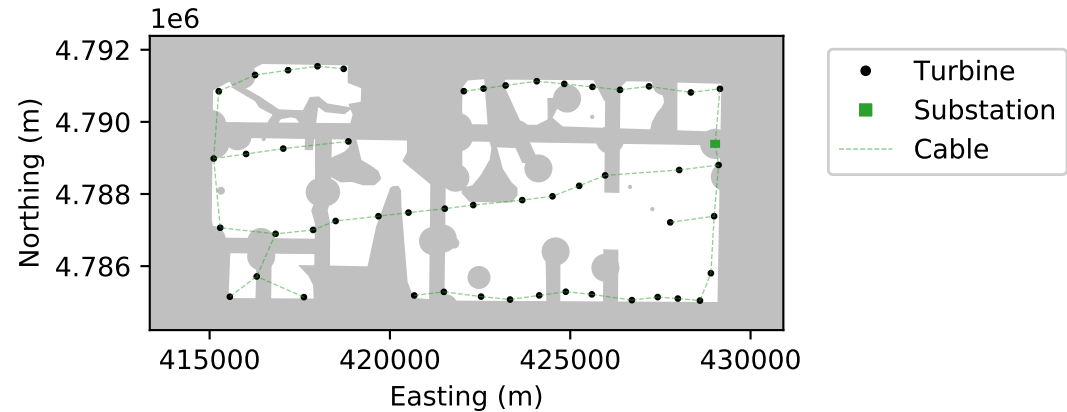 1e6
4.792
4.790
4.788
4.786
Northing (m)
415000 420000 425000 430000
Easting (m)
Turbine
Substation
Cable